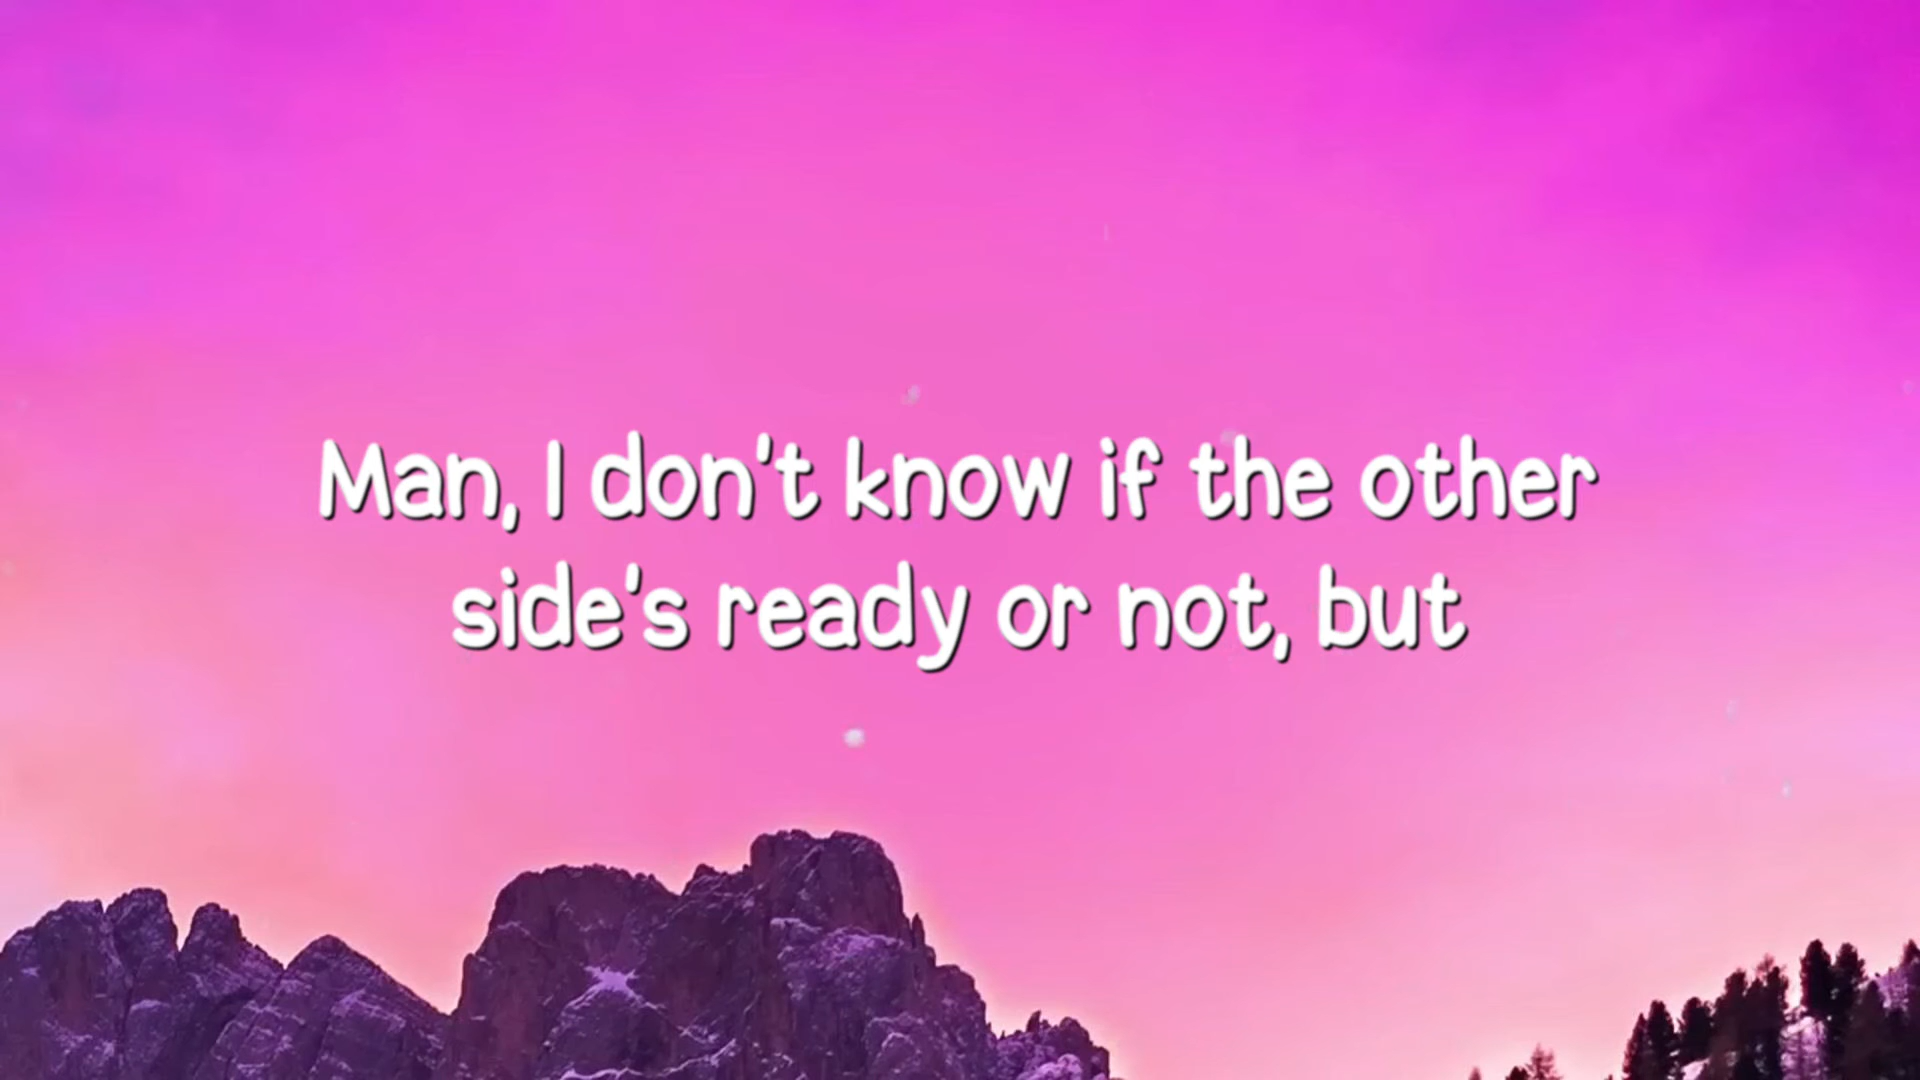 Man, I don't know if the other
side's ready or not, but